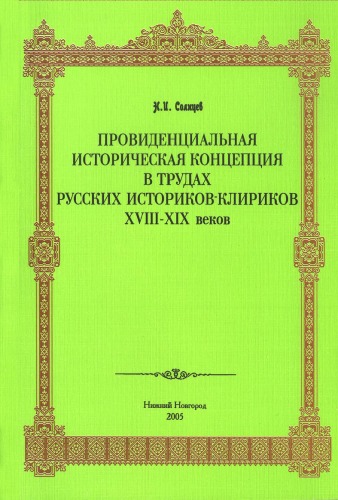 Н.И. Солнцев
ПРОВИДЕНЦИАЛЬНАЯ
ИСТОРИЧЕСКАЯ КОНЦЕПЦИЯ
В ТРУДАХ
РУССКИХ ИСТОРИКОВ-КЛИРИКОВ
XVIII-XIX веков
Нижний Новгород
2005